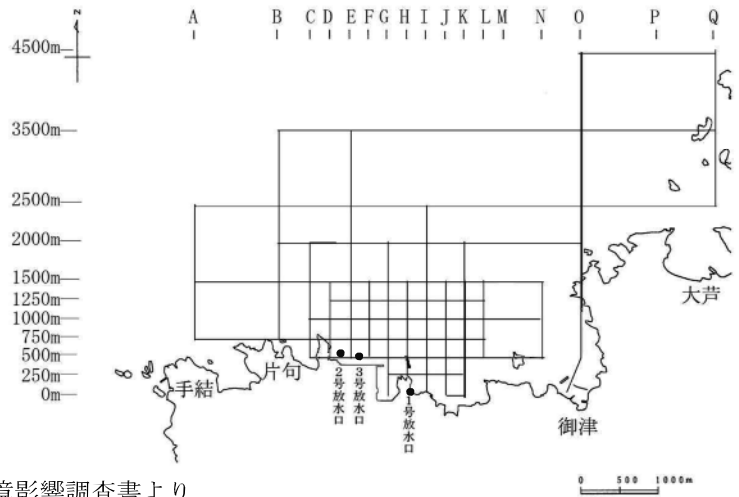 A B C D E F G H I J K L M N O P Q
z
4500m
3500m
2500m
2000m
1500m
1250m
1000m
750m
500m
250m
0m
大芦
手結
片句
2号放水口
3号放水口
1号放水口
御津
0 500 1000m
境影響調査書より